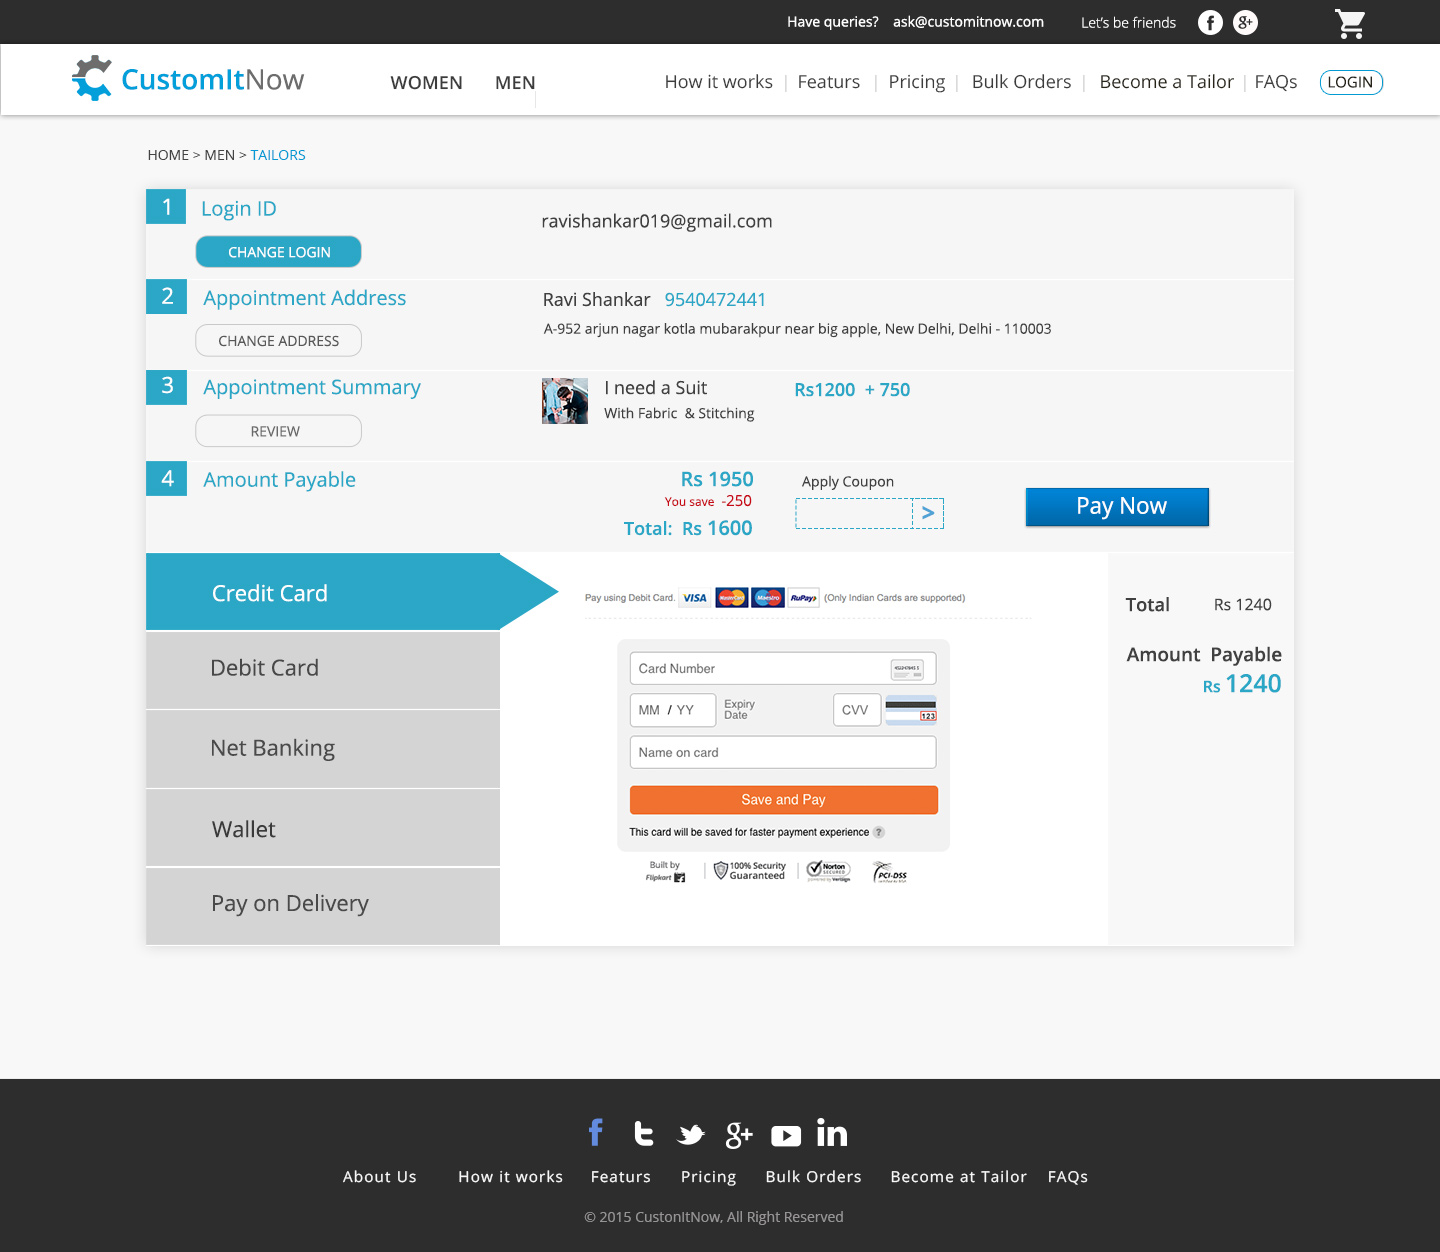 Have queries? ask@customitnow.com Let's be friends
CustomItNow WOMEN MEN How it works | Featurs | Pricing | Bulk Orders | Become a Tailor | FAQs LOGIN
HOME > MEN > TAILORS
1 Login ID
ravishankar019@gmail.com
CHANGE LOGIN
2 Appointment Address
Ravi Shankar 9540472441
A-952 arjun nagar kotla mubarakpur near big apple, New Delhi, Delhi - 110003
CHANGE ADDRESS
3 Appointment Summary
I need a Suit Rs1200 + 750
With Fabric & Stitching
REVIEW
4 Amount Payable
Rs 1950
You save -250
Total: Rs 1600
Apply Coupon
>
Pay Now
Credit Card
Debit Card
Net Banking
Wallet
Pay on Delivery
Pay using Debit Card. VISA MasterCard Maestro RuPay (Only Indian Cards are supported)
Card Number
MM / YY Expiry
Date
CVV 123
Name on card
Save and Pay
This card will be saved for faster payment experience ?
Built by
Flipkart
100% Security
Guaranteed
Norton
SECURED
powered by VeriSign
PCI-DSS
Total Rs 1240
Amount Payable
Rs 1240
About Us How it works Featurs Pricing Bulk Orders Become at Tailor FAQs
© 2015 CustonItNow, All Right Reserved